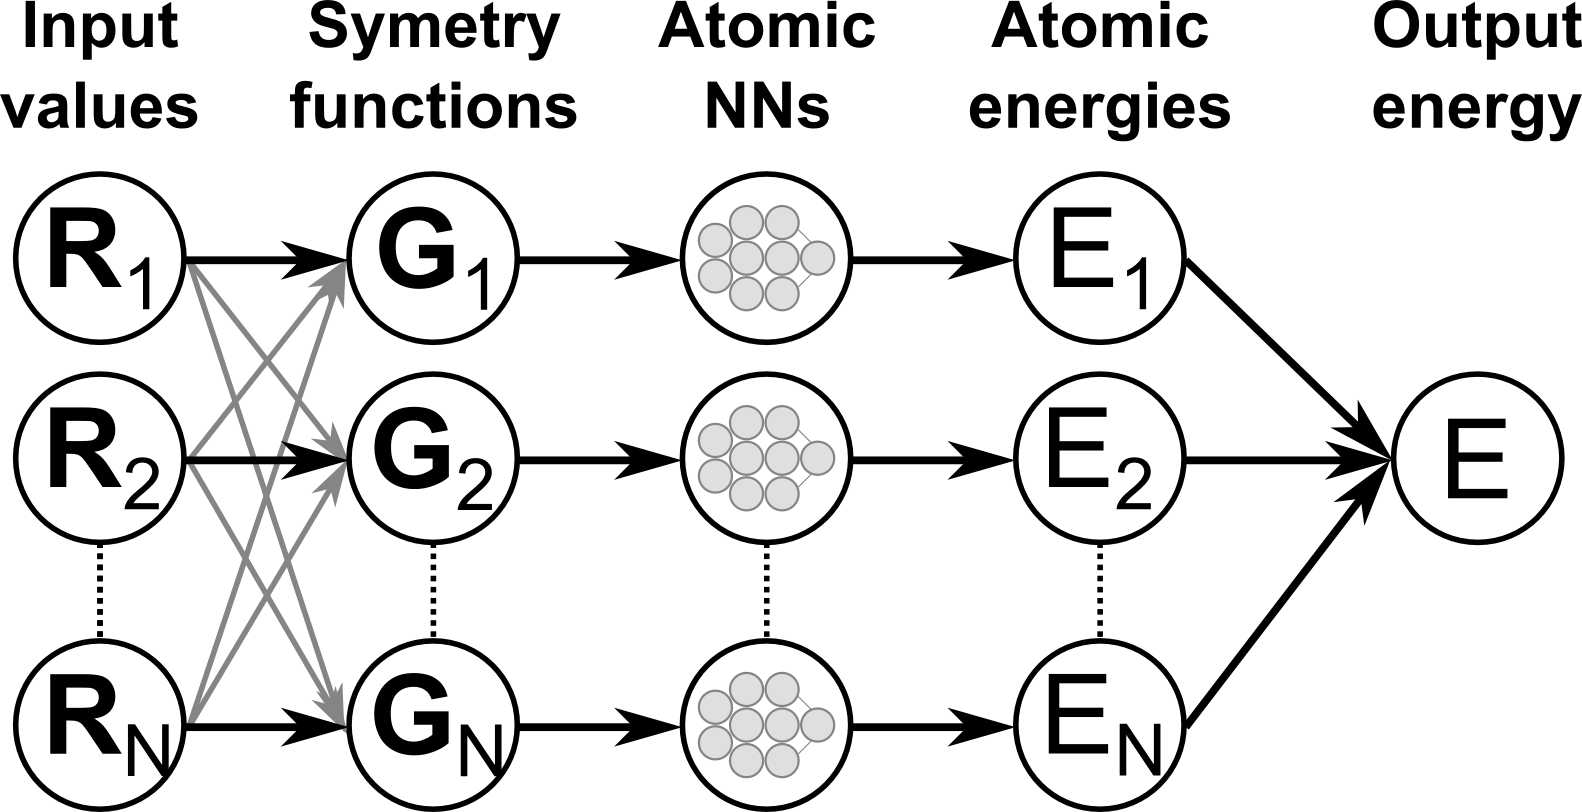 Input Symetry Atomic Atomic Output
values functions NNs energies energy
R1 G1 E1
R2 G2 E2 E
RN GN EN